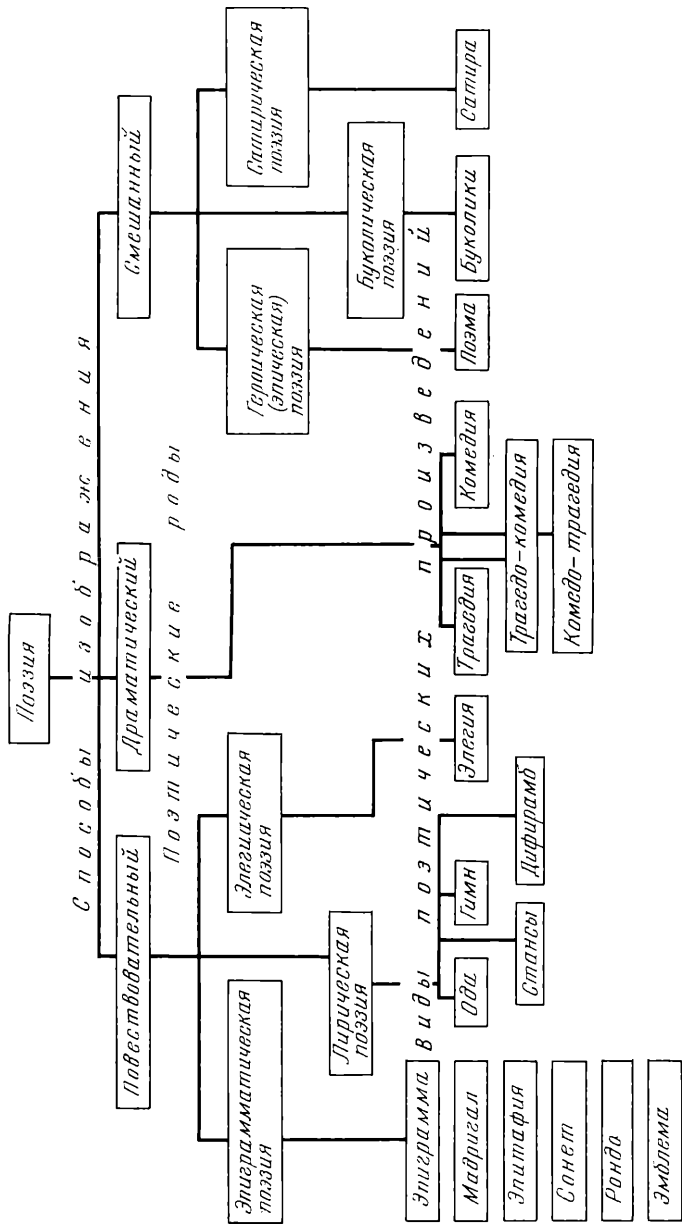 Поэзия
Способы изображения
Повествовательный
Драматический
Смешанный
Поэтические роды
Эпиграмматическая
поэзия
Лирическая
поэзия
Элегическая
поэзия
Героическая
(эпическая)
поэзия
Буколическая
поэзия
Сатирическая
поэзия
Виды поэтических произведений
Эпиграмма
Мадригал
Эпитафия
Сонет
Рондо
Эмблема
Ода
Стансы
Гимн
Дифирамб
Элегия
Трагедия
Комедия
Трагедо-комедия
Комедо-трагедия
Поэма
Буколики
Сатира